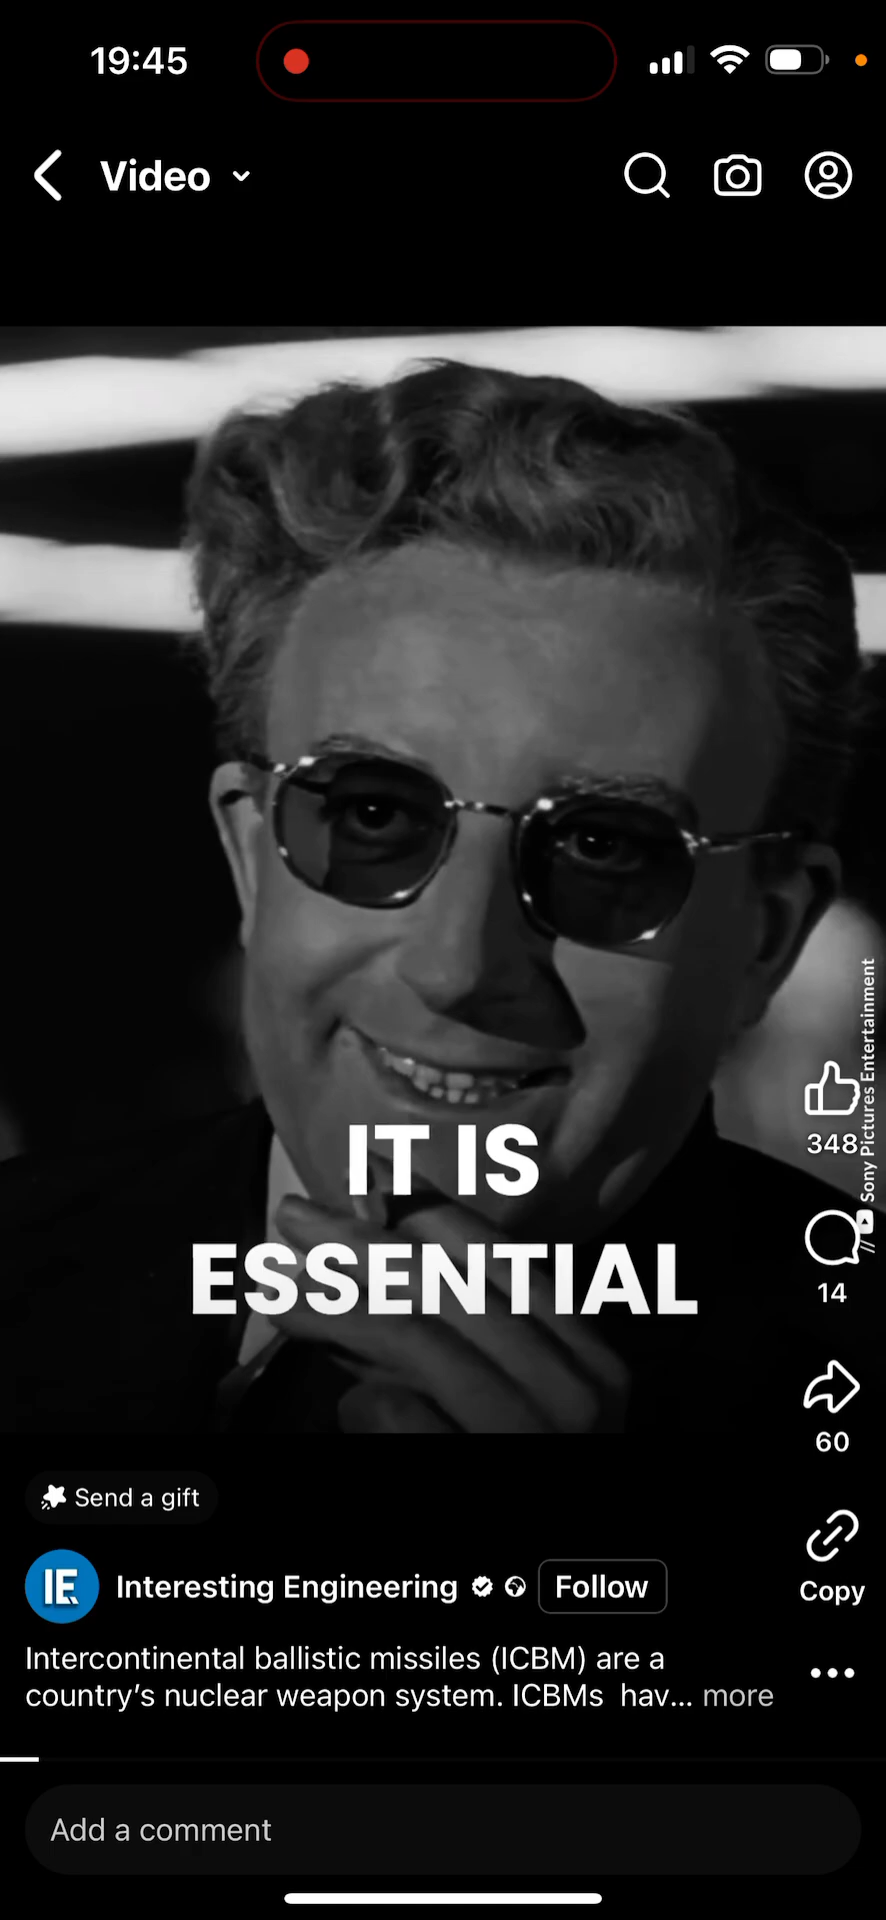 19:45
Video
IT IS
ESSENTIAL
// Sony Pictures Entertainment
348
14
60
Copy
Send a gift
IE
Interesting Engineering
Follow
Intercontinental ballistic missiles (ICBM) are a
country’s nuclear weapon system. ICBMs hav... more
Add a comment